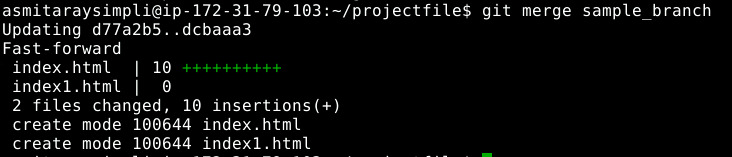 asmitaraysimpli@ip-172-31-79-103:~/projectfile$ git merge sample_branch
Updating d77a2b5..dcbaaa3
Fast-forward
 index.html  | 10 ++++++++++
 index1.html |  0
 2 files changed, 10 insertions(+)
 create mode 100644 index.html
 create mode 100644 index1.html